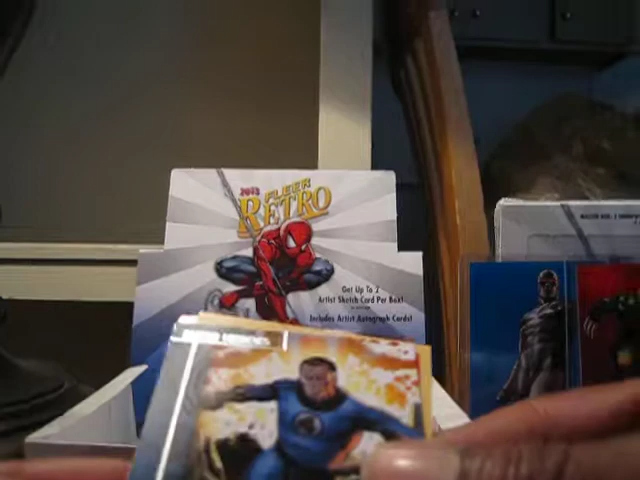 2013
FLEER
RETRO
Get Up To 2
Artist Sketch Card Per Box!
Includes Artist Autograph Cards!